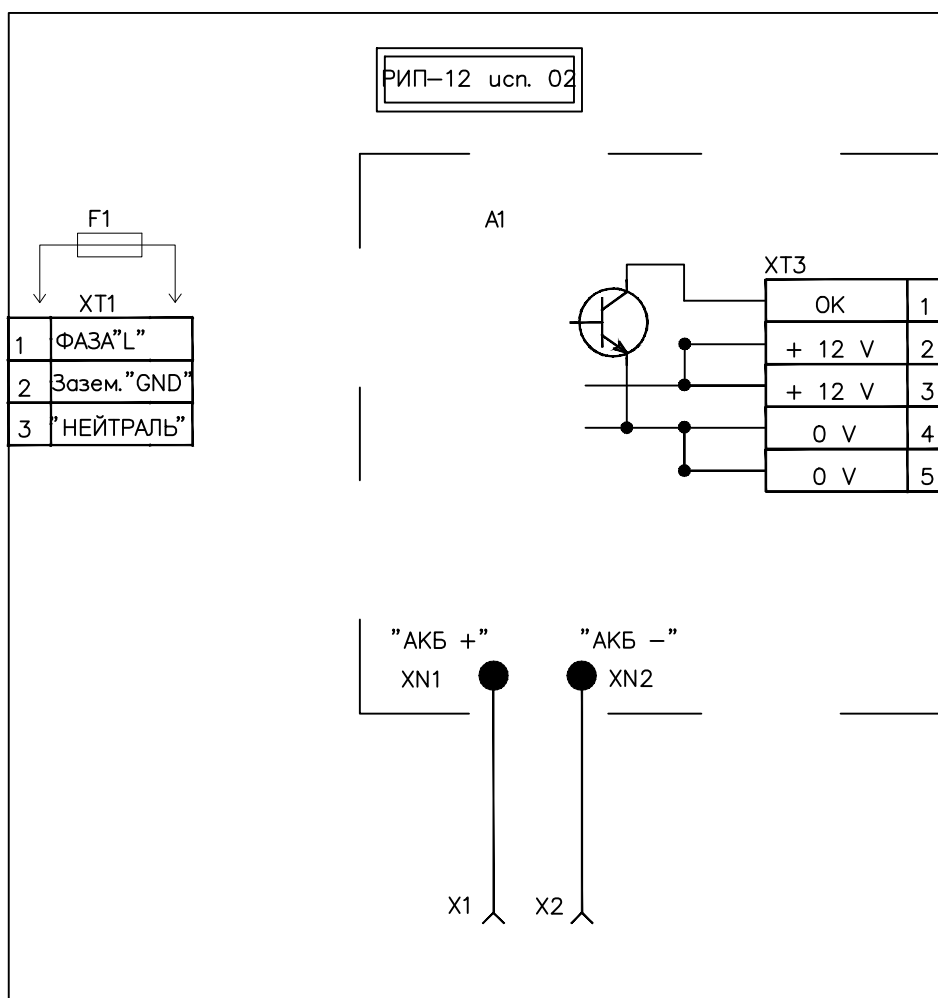 РИП-12 исп. 02
A1
F1
XT1
1 ФАЗА"L"
2 Зазем."GND"
3 "НЕЙТРАЛЬ"
XT3
OK 1
+ 12 V 2
+ 12 V 3
0 V 4
0 V 5
"АКБ +" "АКБ -"
XN1 XN2
X1 X2